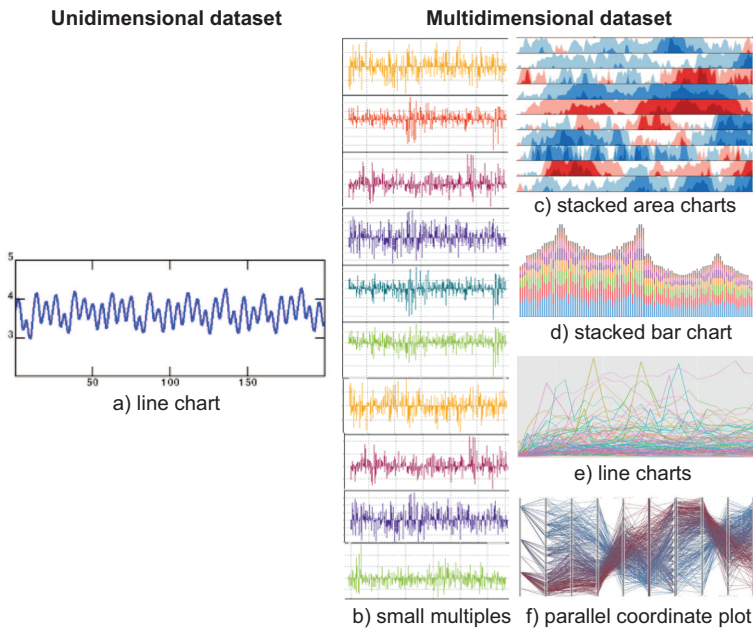 Unidimensional dataset
Multidimensional dataset
5
4
3
50
100
150
a) line chart
b) small multiples
c) stacked area charts
d) stacked bar chart
e) line charts
f) parallel coordinate plot